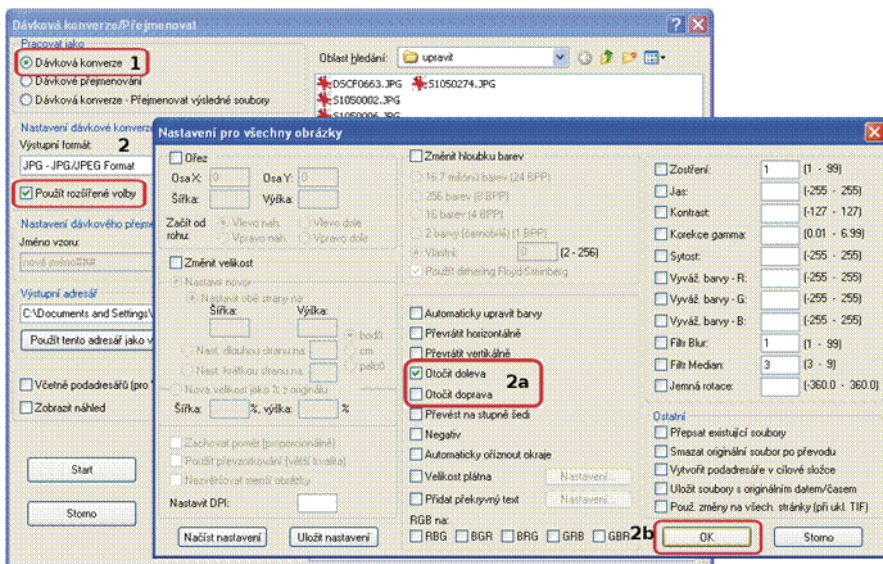 Dávková konverze/Přejmenovat
Pracovat jako
Dávková konverze 1
Dávkové přejmenování
Dávková konverze - Přejmenovat výsledné soubory
Oblast hledání: upravit
DSCF0663.JPG S1050274.JPG
S1050002.JPG
S1050006.JPG
Nastavení dávkové konverze
2
Výstupní formát:
JPG - JPG/JPEG Format
Použít rozšířené volby
Nastavení dávkového přejme
Jméno vzoru:
Výstupní adresář
C:\Documents and Settings\
Použít tento adresář jako v
Včetně podadresářů (pro
Zobrazit náhled
Start
Storno
Nastavení pro všechny obrázky
Ořez
Osa X: 0 Osa Y: 0
Šířka: Výška:
Začít od rohu:
Vlevo nah. Vlevo dole
Vpravo nah. Vpravo dole
Změnit velikost
Nastavit novou
Nastavit obě strany na
Šířka: Výška:
bodů
Nast. dlouhou stranu na: cm
Nast. krátkou stranu na: palců
Nová velikost jako % z originálu
Šířka: %, výška: %
Zachovat poměr (proporcionálně)
Použít převzorkování (větší kvalita)
Nezvětšovat menší obrázky
Nastavit DPI:
Načíst nastavení Uložit nastavení
Změnit hloubku barev
16.7 miliónů barev (24 BPP)
256 barev (8 BPP)
16 barev (4 BPP)
2 barvy (černobílé) (1 BPP)
Vlastní: 0 (2 - 256)
Použít dithering Floyd Steinberg
Automaticky upravit barvy
Převrátit horizontálně
Převrátit vertikálně
Otočit doleva
2a
Otočit doprava
Převést na stupně šedi
Negativ
Automaticky oříznout okraje
Velikost plátna Nastavení...
Přidat překryvný text Nastavení...
RGB na:
RBG BGR BRG GRB GBR
Zostření: 1 (1 - 99)
Jas: (-255 - 255)
Kontrast: (-127 - 127)
Korekce gamma: (0.01 - 6.99)
Sytost: (-255 - 255)
Vyváž. barvy - R: (-255 - 255)
Vyváž. barvy - G: (-255 - 255)
Vyváž. barvy - B: (-255 - 255)
Filtr Blur: 1 (1 - 99)
Filtr Median: 3 (3 - 9)
Jemná rotace: (-360.0 - 360.0)
Ostatní
Přepsat existující soubory
Smazat originální soubor po převodu
Vytvořit podadresáře v cílové složce
Uložit soubory s originálním datem/časem
Použ. změny na všech. stránky (při ukl. TIF)
2b OK Storno